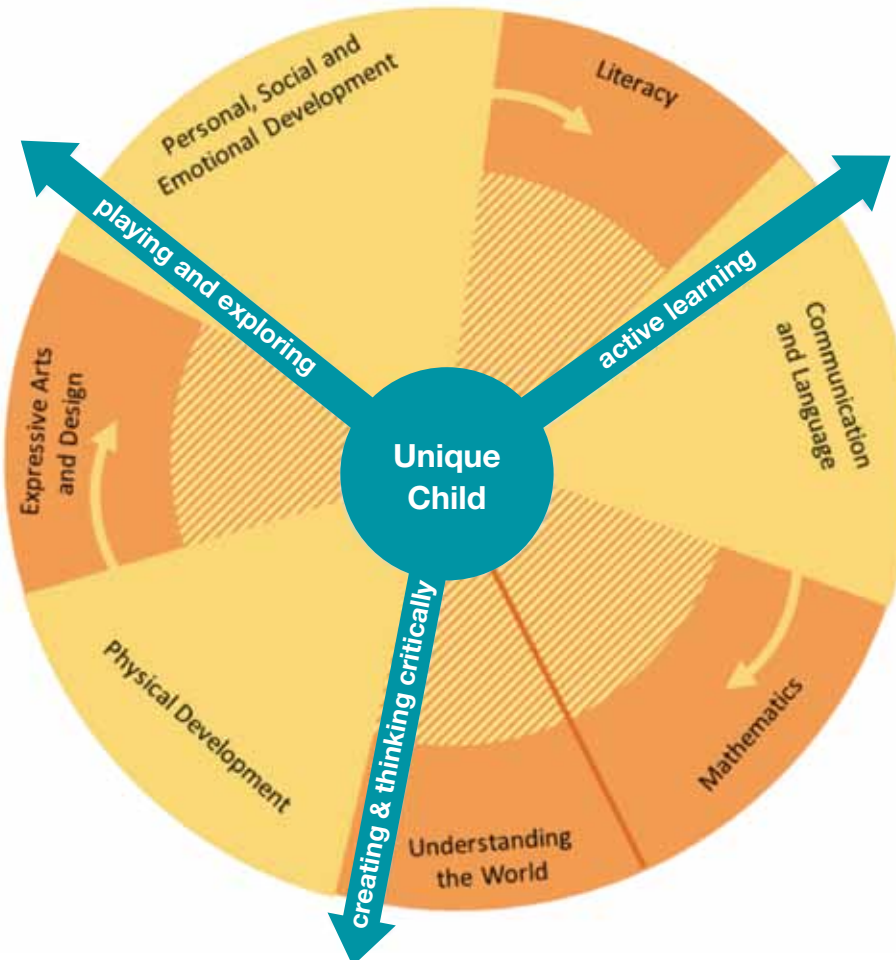 Personal, Social and
Emotional Development
Literacy
playing and exploring
active learning
Communication
and Language
Expressive Arts
and Design
Unique
Child
Physical Development
creating & thinking critically
Mathematics
Understanding
the World